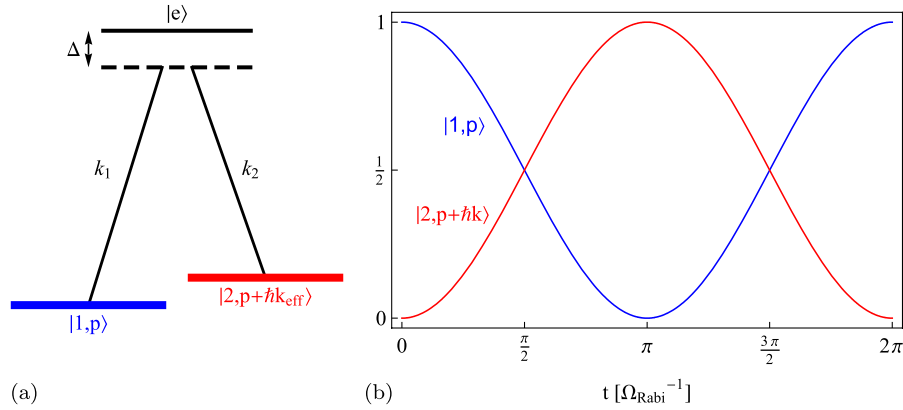 |e⟩
Δ
k₁
k₂
|1,p⟩
|2,p+ℏk_eff⟩
(a)
1
1/2
0
|1,p⟩
|2,p+ℏk⟩
0
π/2
π
3π/2
2π
t [Ω_Rabi⁻¹]
(b)